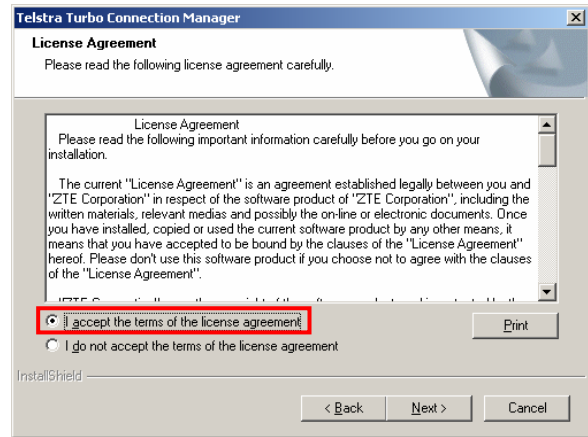 Telstra Turbo Connection Manager
License Agreement
Please read the following license agreement carefully.
License Agreement
Please read the following important information carefully before you go on your
installation.
The current "License Agreement" is an agreement established legally between you and
"ZTE Corporation" in respect of the software product of "ZTE Corporation", including the
written materials, relevant medias and possibly the on-line or electronic documents. Once
you have installed, copied or used the current software product by any other means, it
means that you have accepted to be bound by the clauses of the "License Agreement"
hereof. Please don't use this software product if you choose not to agree with the clauses
of the "License Agreement".
I accept the terms of the license agreement
Print
I do not accept the terms of the license agreement
InstallShield
< Back
Next >
Cancel